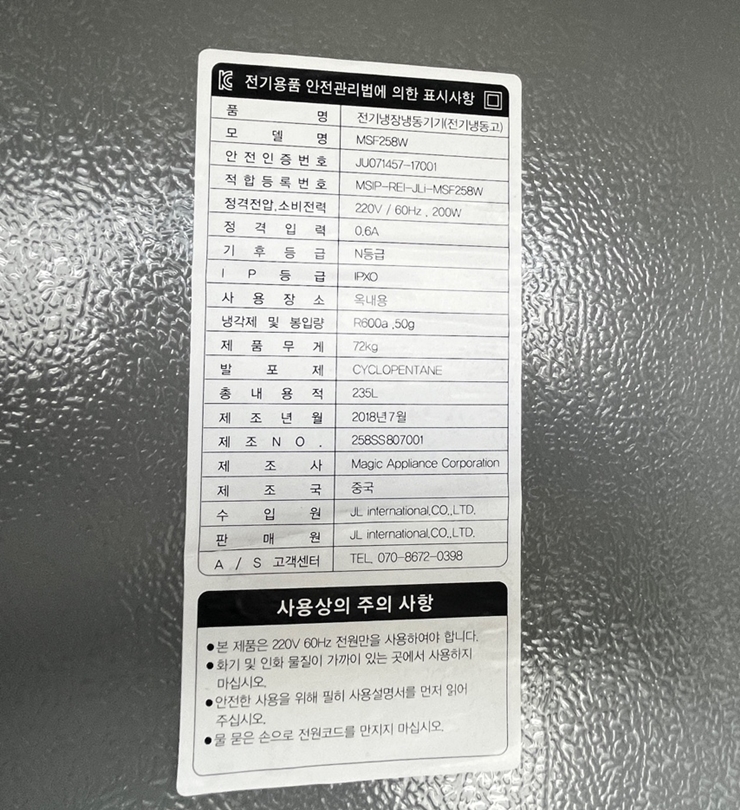 전기용품 안전관리법에 의한 표시사항
품 명 전기냉장냉동기기(전기냉동고)
모 델 명 MSF258W
안 전 인 증 번 호 JU071457-17001
적 합 등 록 번 호 MSIP-REI-JLi-MSF258W
정격전압,소비전력 220V / 60Hz , 200W
정 격 입 력 0,6A
기 후 등 급 N등급
I P 등 급 IPX0
사 용 장 소 옥내용
냉각제 및 봉입량 R600a ,50g
제 품 무 게 72kg
발 포 제 CYCLOPENTANE
총 내 용 적 235L
제 조 년 월 2018년7월
제 조 N O . 258SS807001
제 조 사 Magic Appliance Corporation
제 조 국 중국
수 입 원 JL international,CO.,LTD.
판 매 원 JL international,CO.,LTD.
A / S 고객센터 TEL. 070-8672-0398
사용상의 주의 사항
●본 제품은 220V 60Hz 전원만을 사용하여야 합니다.
●화기 및 인화 물질이 가까이 있는 곳에서 사용하지
마십시오.
●안전한 사용을 위해 필히 사용설명서를 먼저 읽어
주십시오.
●물 묻은 손으로 전원코드를 만지지 마십시오.